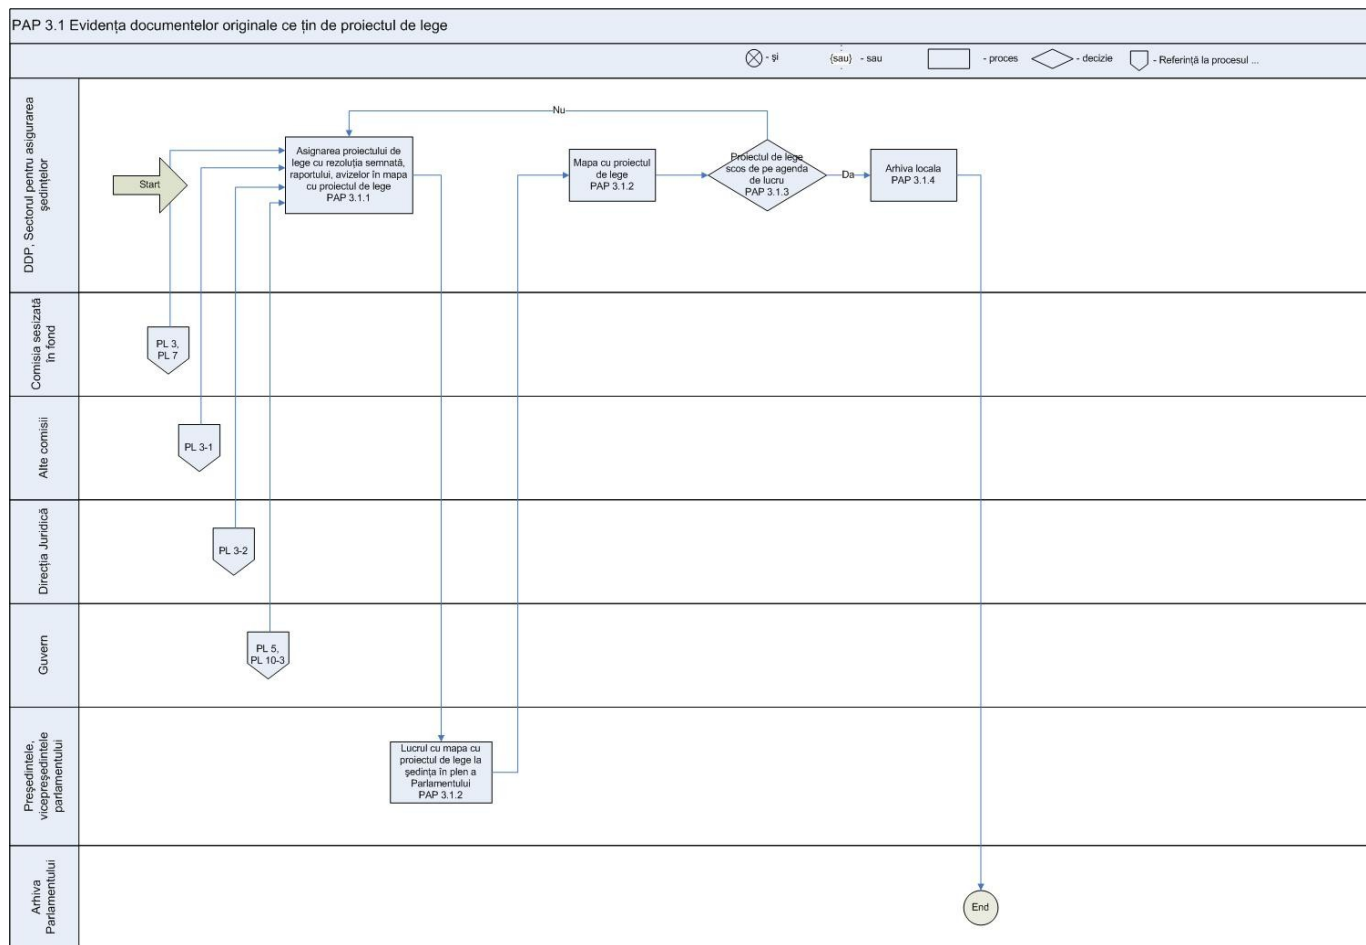 PAP 3.1 Evidența documentelor originale ce țin de proiectul de lege
- și
(sau) - sau
- proces
- decizie
- Referință la procesul ...
DDP, Sectorul pentru asigurarea
ședințelor
Start
Asignarea proiectului de
lege cu rezoluția semnată,
raportului, avizelor în mapa
cu proiectul de lege
PAP 3.1.1
Nu
Mapa cu proiectul
de lege
PAP 3.1.2
Proiectul de lege
scos de pe agenda
de lucru
PAP 3.1.3
Da
Arhiva locala
PAP 3.1.4
Comisia sesizată
în fond
PL 3,
PL 7
Alte comisii
PL 3-1
Direcția Juridică
PL 3-2
Guvern
PL 5,
PL 10-3
Președintele,
vicepreședintele
parlamentului
Lucrul cu mapa cu
proiectul de lege la
ședința în plen a
Parlamentului
PAP 3.1.2
Arhiva
Parlamentului
End